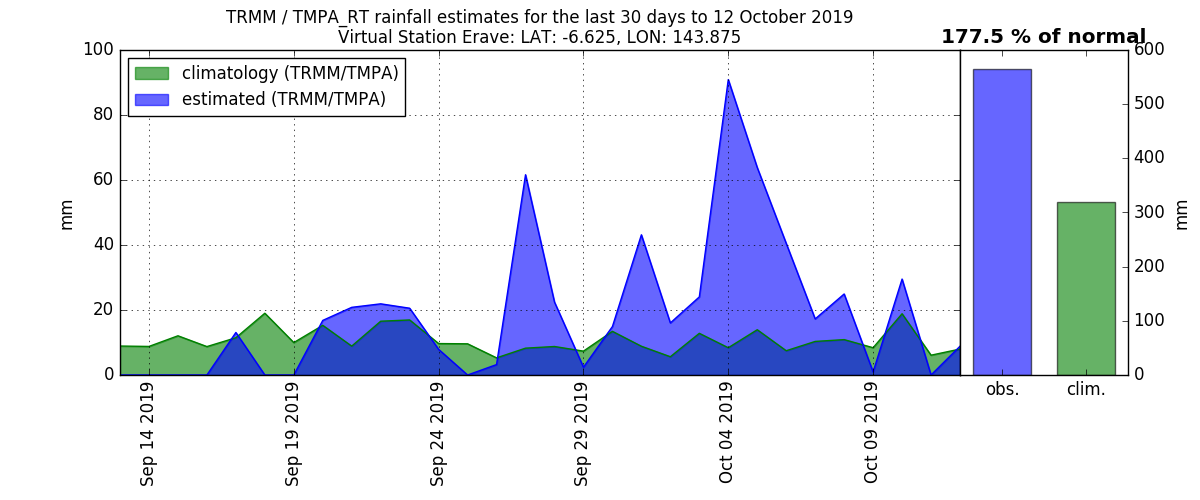 TRMM / TMPA_RT rainfall estimates for the last 30 days to 12 October 2019
Virtual Station Erave: LAT: -6.625, LON: 143.875
177.5 % of normal
climatology (TRMM/TMPA)
estimated (TRMM/TMPA)
100
80
60
40
20
0
mm
Sep 14 2019
Sep 19 2019
Sep 24 2019
Sep 29 2019
Oct 04 2019
Oct 09 2019
600
500
400
300
200
100
0
mm
obs.
clim.